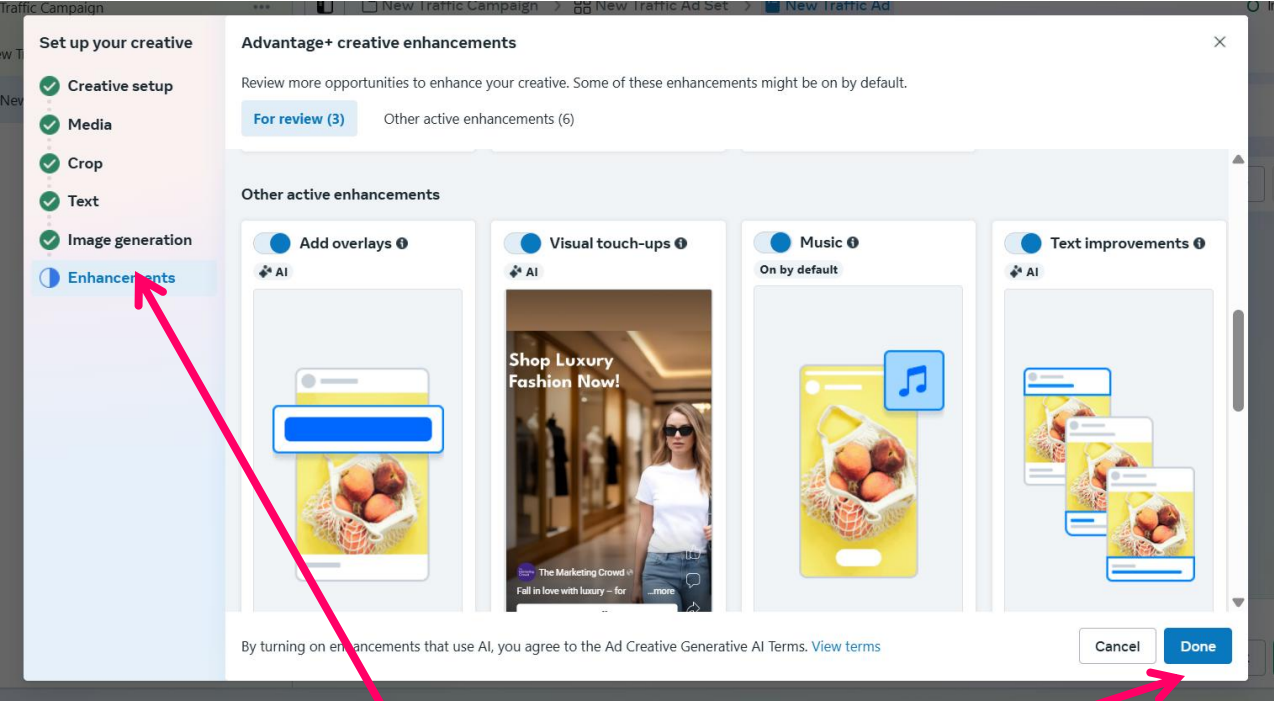 Traffic Campaign
New Traffic Campaign > New Traffic Ad Set > New Traffic Ad
Set up your creative
Creative setup
Media
Crop
Text
Image generation
Enhancements
Advantage+ creative enhancements
Review more opportunities to enhance your creative. Some of these enhancements might be on by default.
For review (3) Other active enhancements (6)
Other active enhancements
Add overlays
AI
Visual touch-ups
AI
Shop Luxury
Fashion Now!
The Marketing Crowd
Fall in love with luxury – for ...more
Music
On by default
Text improvements
AI
By turning on enhancements that use AI, you agree to the Ad Creative Generative AI Terms. View terms
Cancel Done